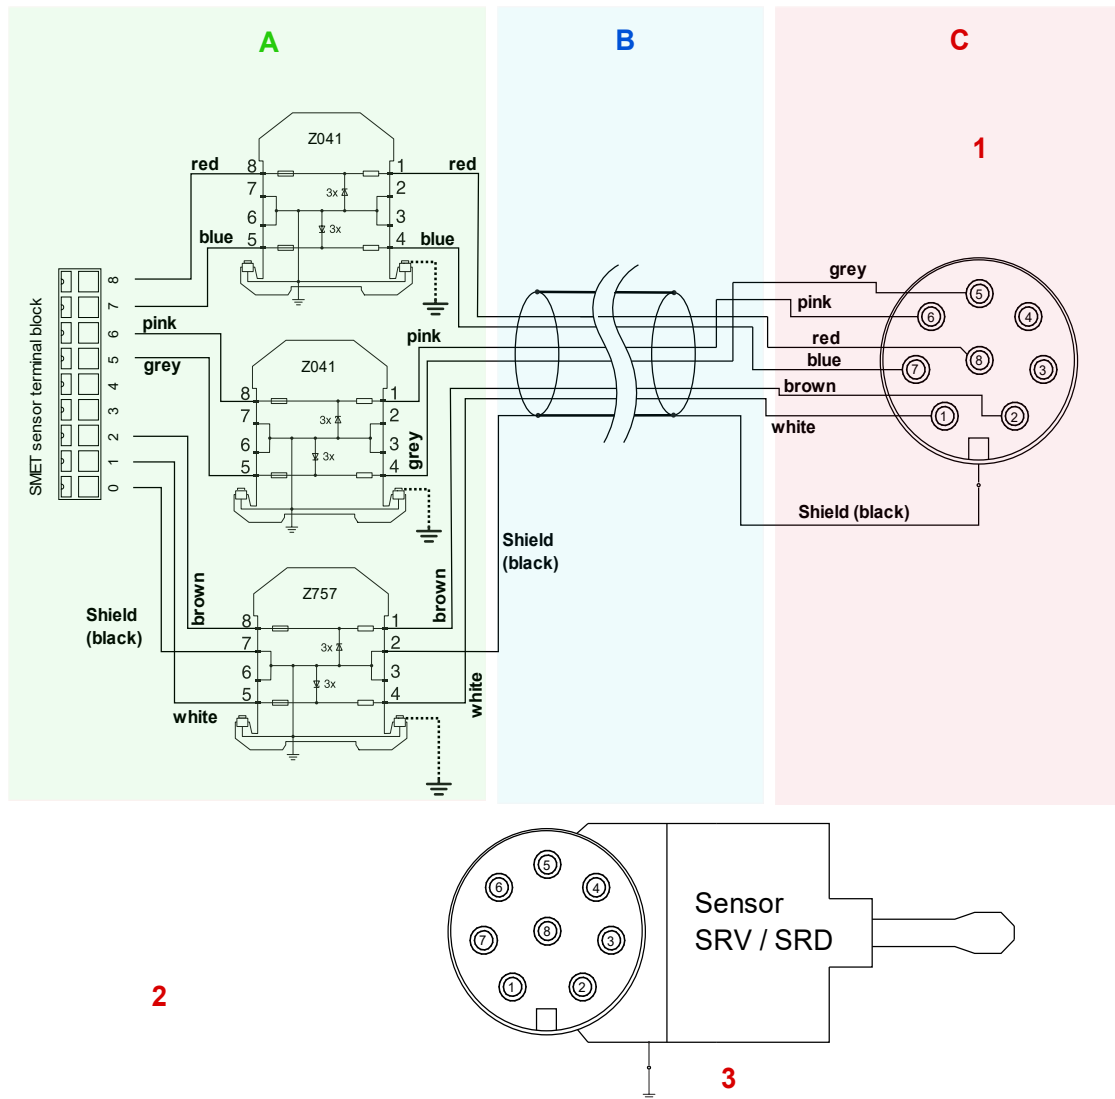 A
B
C
1
Z041
red
8
1
red
7
3x
2
6
3x
3
blue
5
4
blue
SMET sensor terminal block
8
7
6
5
4
3
2
1
0
pink
grey
Z041
pink
8
1
7
3x
2
6
3x
3
5
4
grey
grey
pink
red
blue
brown
white
5
6
4
8
7
3
1
2
Shield (black)
Shield
(black)
Z757
brown
8
1
brown
Shield
(black)
7
3x
2
6
3x
3
5
4
white
white
5
6
4
8
7
3
1
2
Sensor
SRV / SRD
2
3